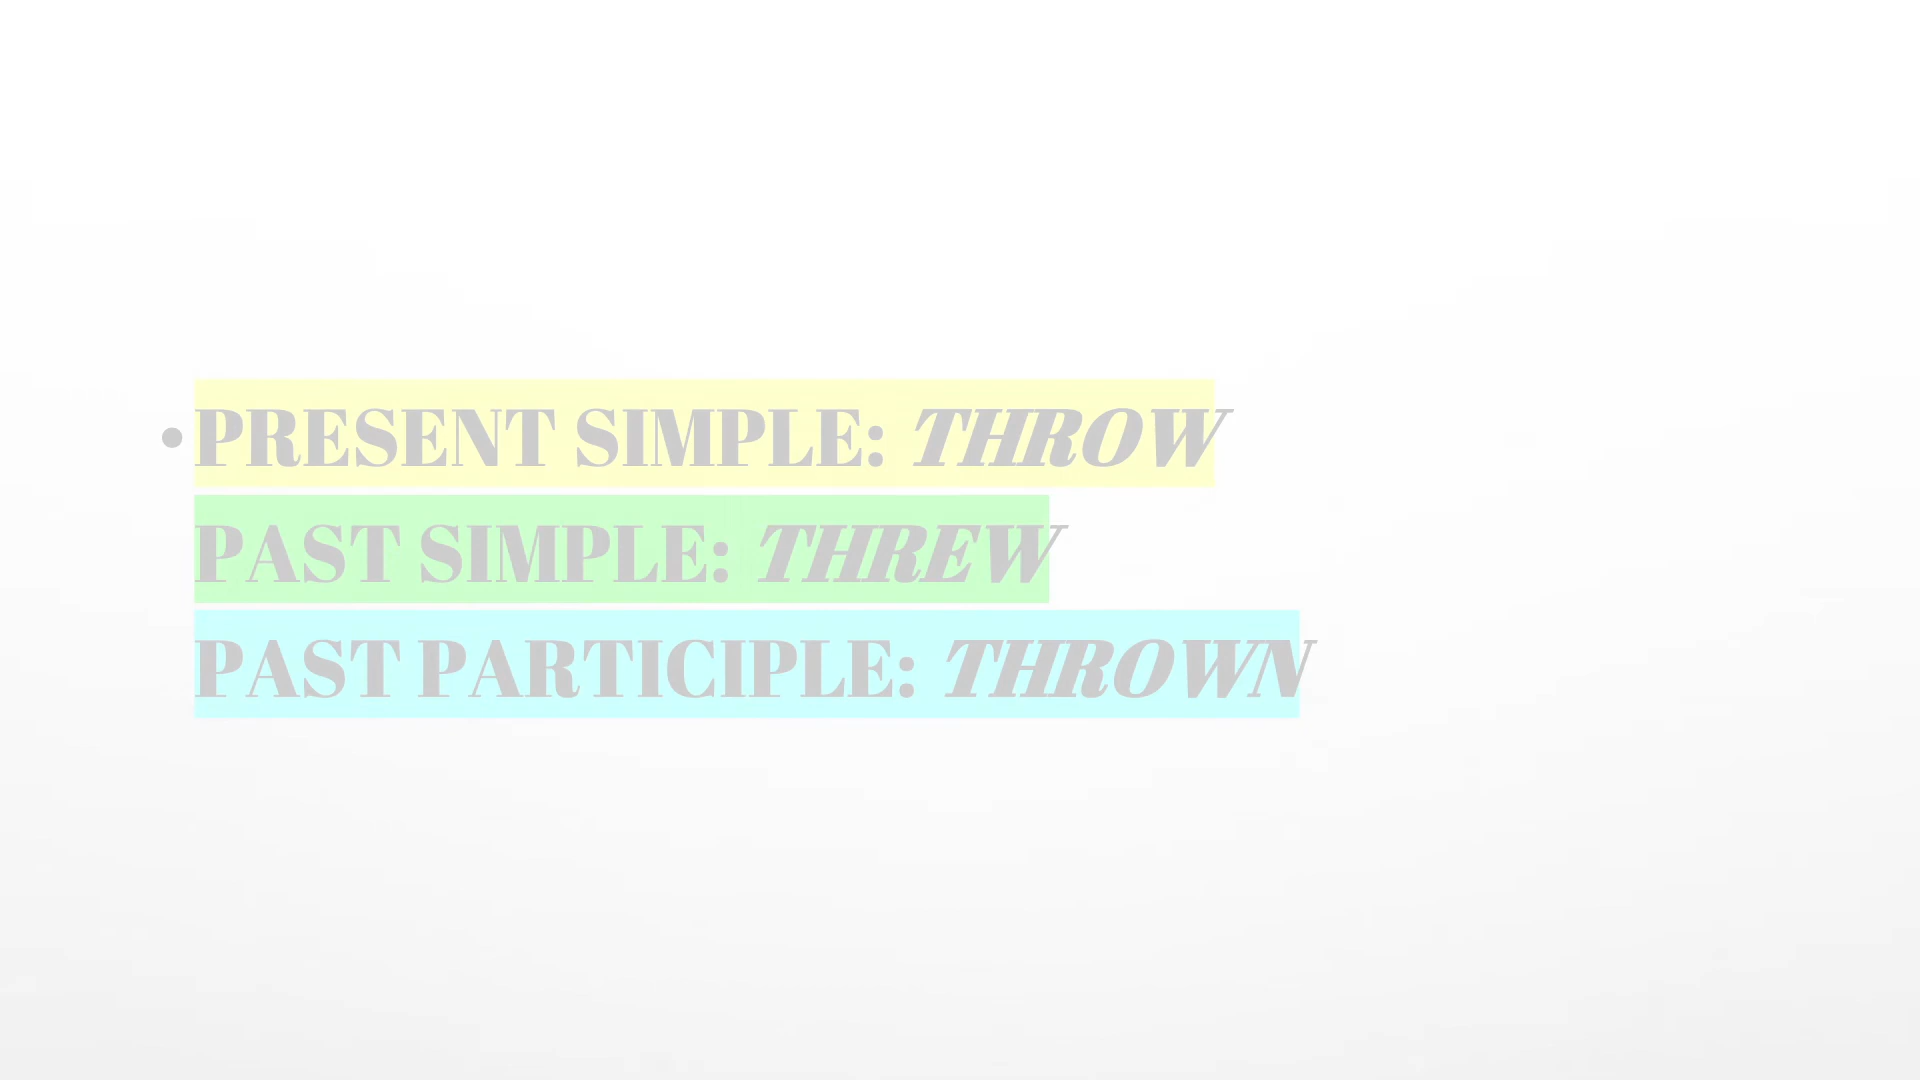 • PRESENT SIMPLE: THROW
PAST SIMPLE: THREW
PAST PARTICIPLE: THROWN